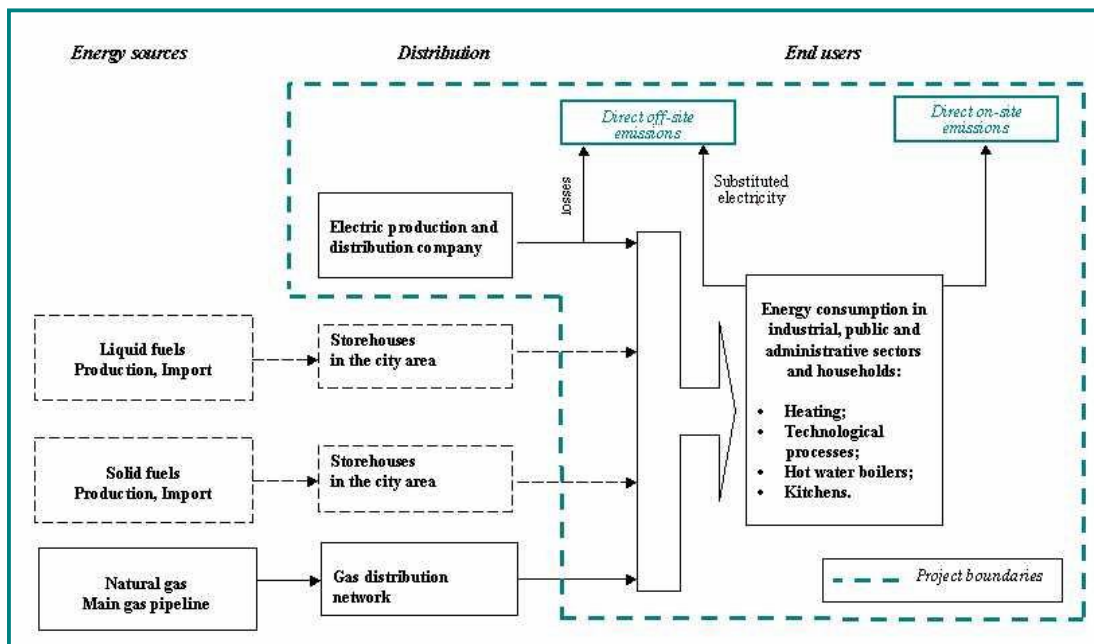 Energy sources
Distribution
End users
Direct off-site
emissions
Direct on-site
emissions
losses
Substituted
electricity
Electric production and
distribution company
Energy consumption in
industrial, public and
administrative sectors
and households:
• Heating;
• Technological
processes;
• Hot water boilers;
• Kitchens.
Liquid fuels
Production, Import
Storehouses
in the city area
Solid fuels
Production, Import
Storehouses
in the city area
Natural gas
Main gas pipeline
Gas distribution
network
Project boundaries